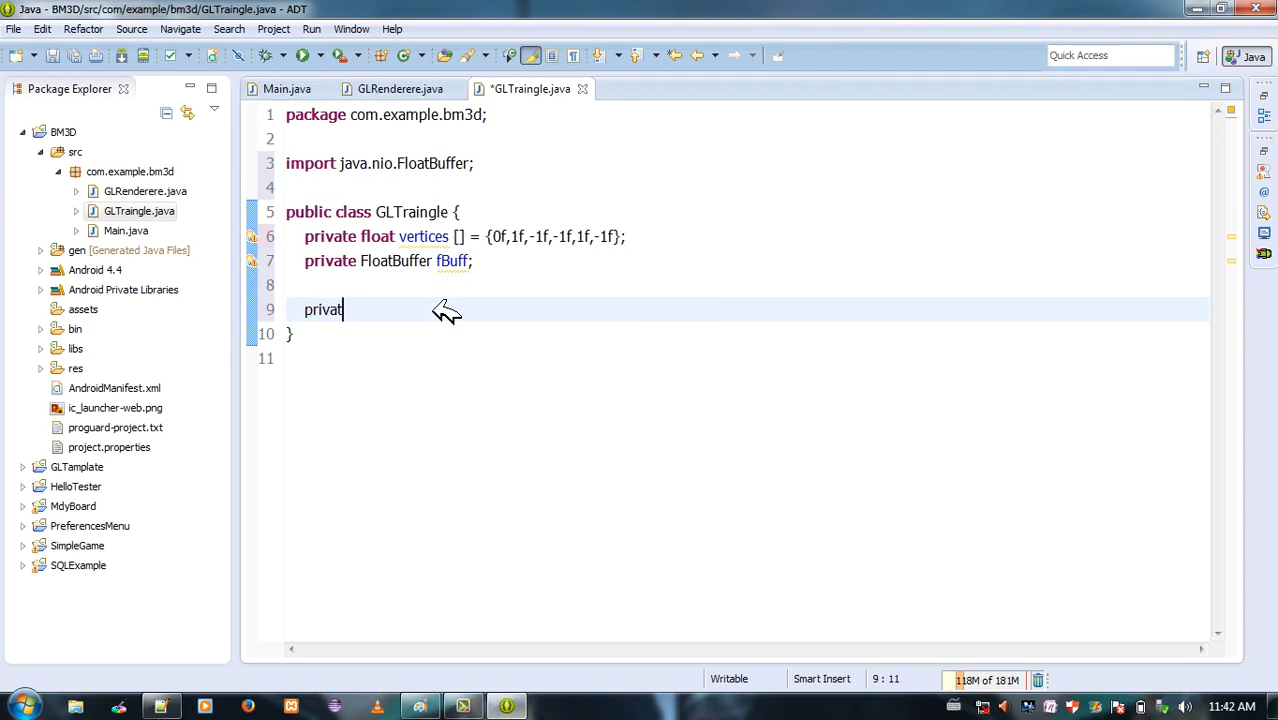 Java - BM3D/src/com/example/bm3d/GLTraingle.java - ADT
File Edit Refactor Source Navigate Search Project Run Window Help
Quick Access
Java
Package Explorer
Main.java
GLRenderere.java
*GLTraingle.java
BM3D
src
com.example.bm3d
GLRenderere.java
GLTraingle.java
Main.java
gen [Generated Java Files]
Android 4.4
Android Private Libraries
assets
bin
libs
res
AndroidManifest.xml
ic_launcher-web.png
proguard-project.txt
project.properties
GLTamplate
HelloTester
MdyBoard
PreferencesMenu
SimpleGame
SQLExample
1 package com.example.bm3d;
2
3 import java.nio.FloatBuffer;
4
5 public class GLTraingle {
6 private float vertices [] = {0f,1f,-1f,-1f,1f,-1f};
7 private FloatBuffer fBuff;
8
9 privat
10 }
11
Writable
Smart Insert
9 : 11
118M of 181M
11:42 AM